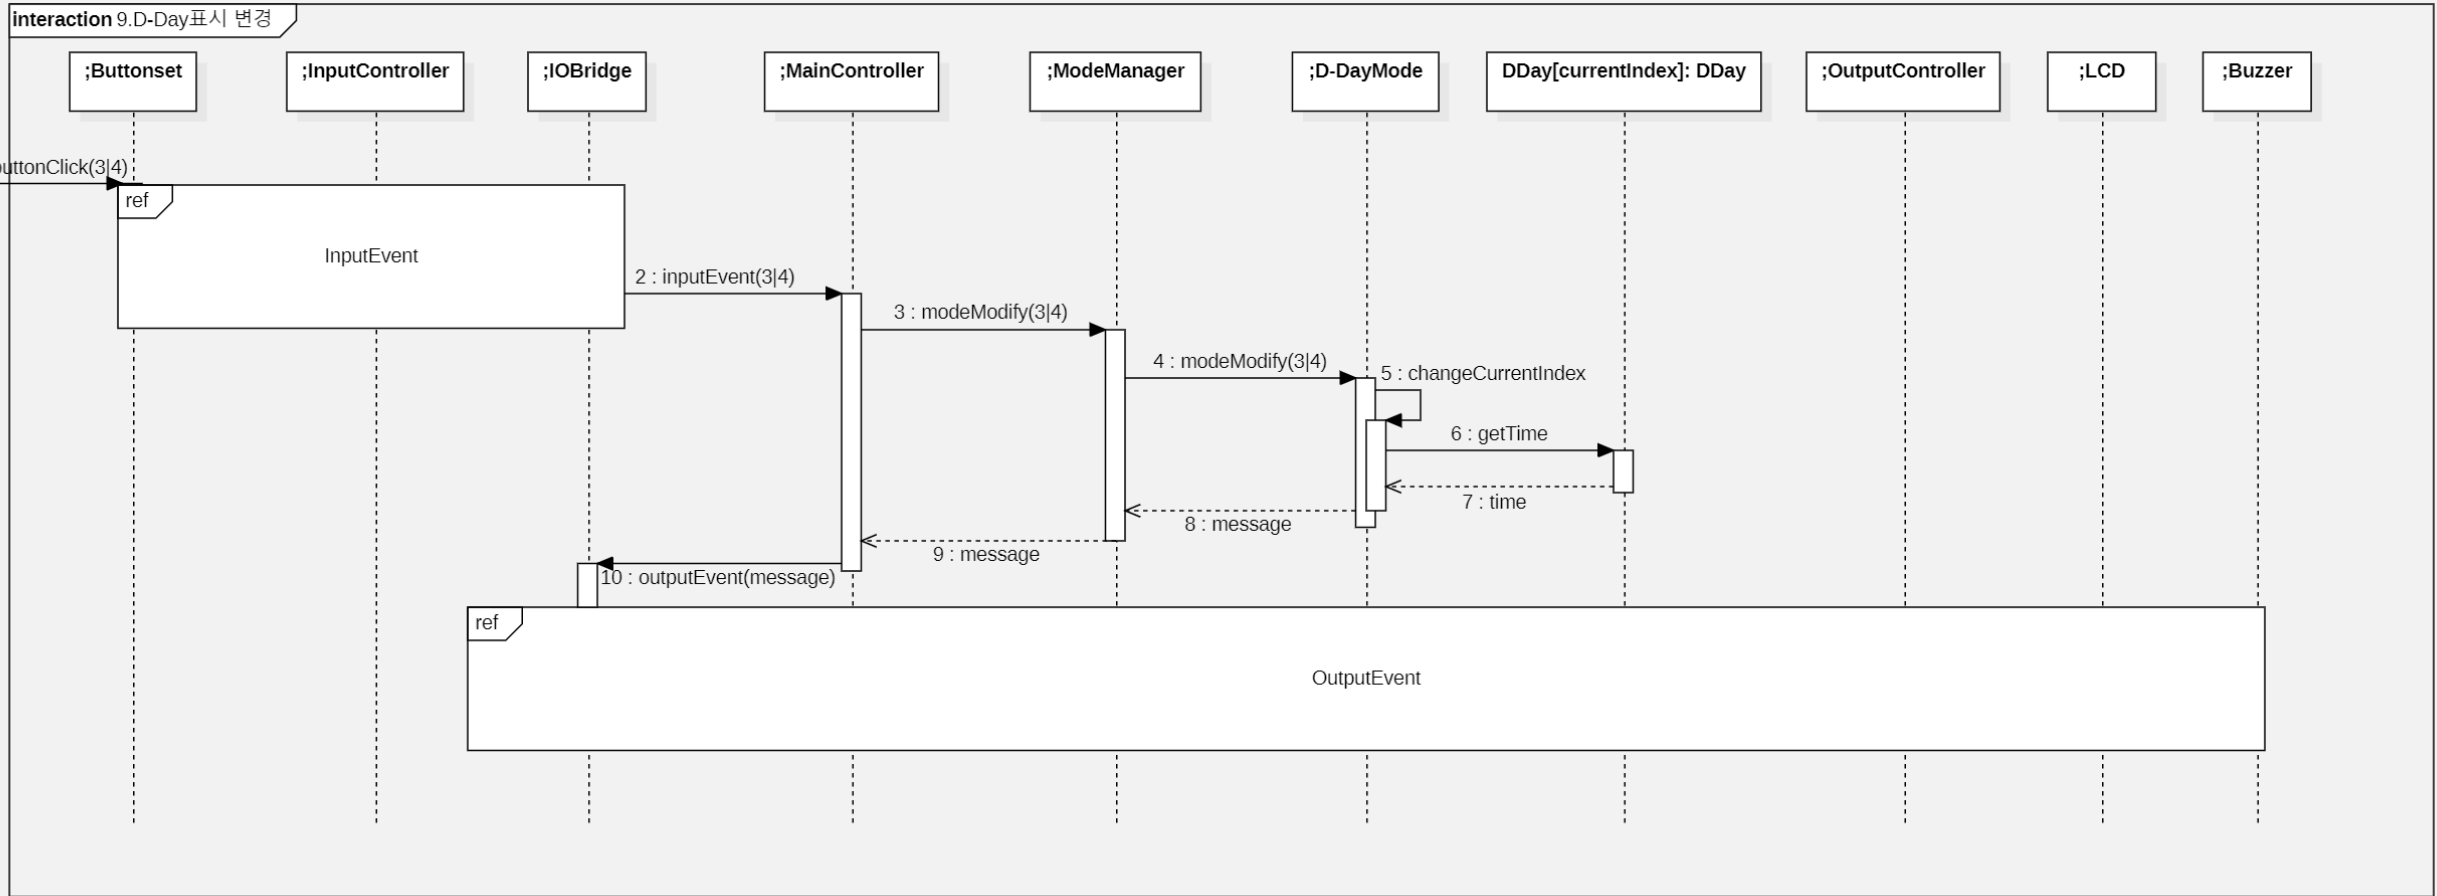 interaction 9.D-Day표시 변경
;Buttonset
;InputController
;IOBridge
;MainController
;ModeManager
;D-DayMode
DDay[currentIndex]: DDay
;OutputController
;LCD
;Buzzer
uttonClick(3|4)
ref
InputEvent
2 : inputEvent(3|4)
3 : modeModify(3|4)
4 : modeModify(3|4)
5 : changeCurrentIndex
6 : getTime
7 : time
8 : message
9 : message
10 : outputEvent(message)
ref
OutputEvent